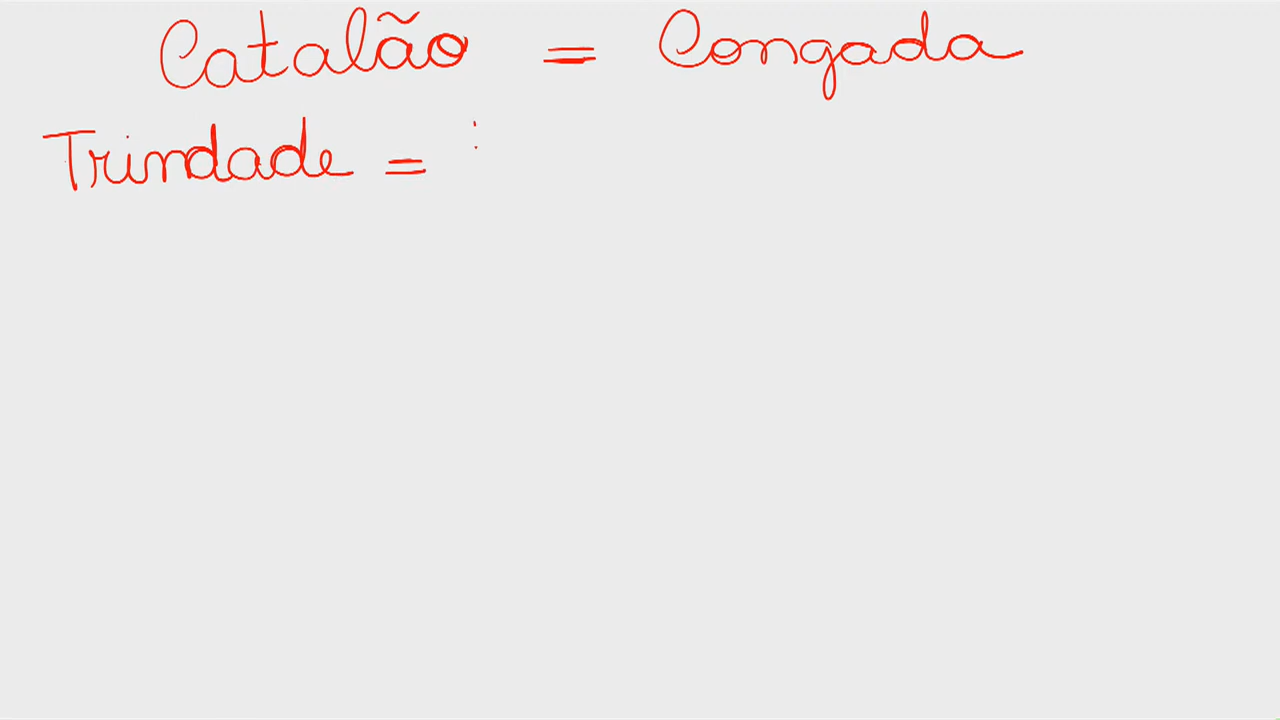 Catalão = Congada
Trindade =